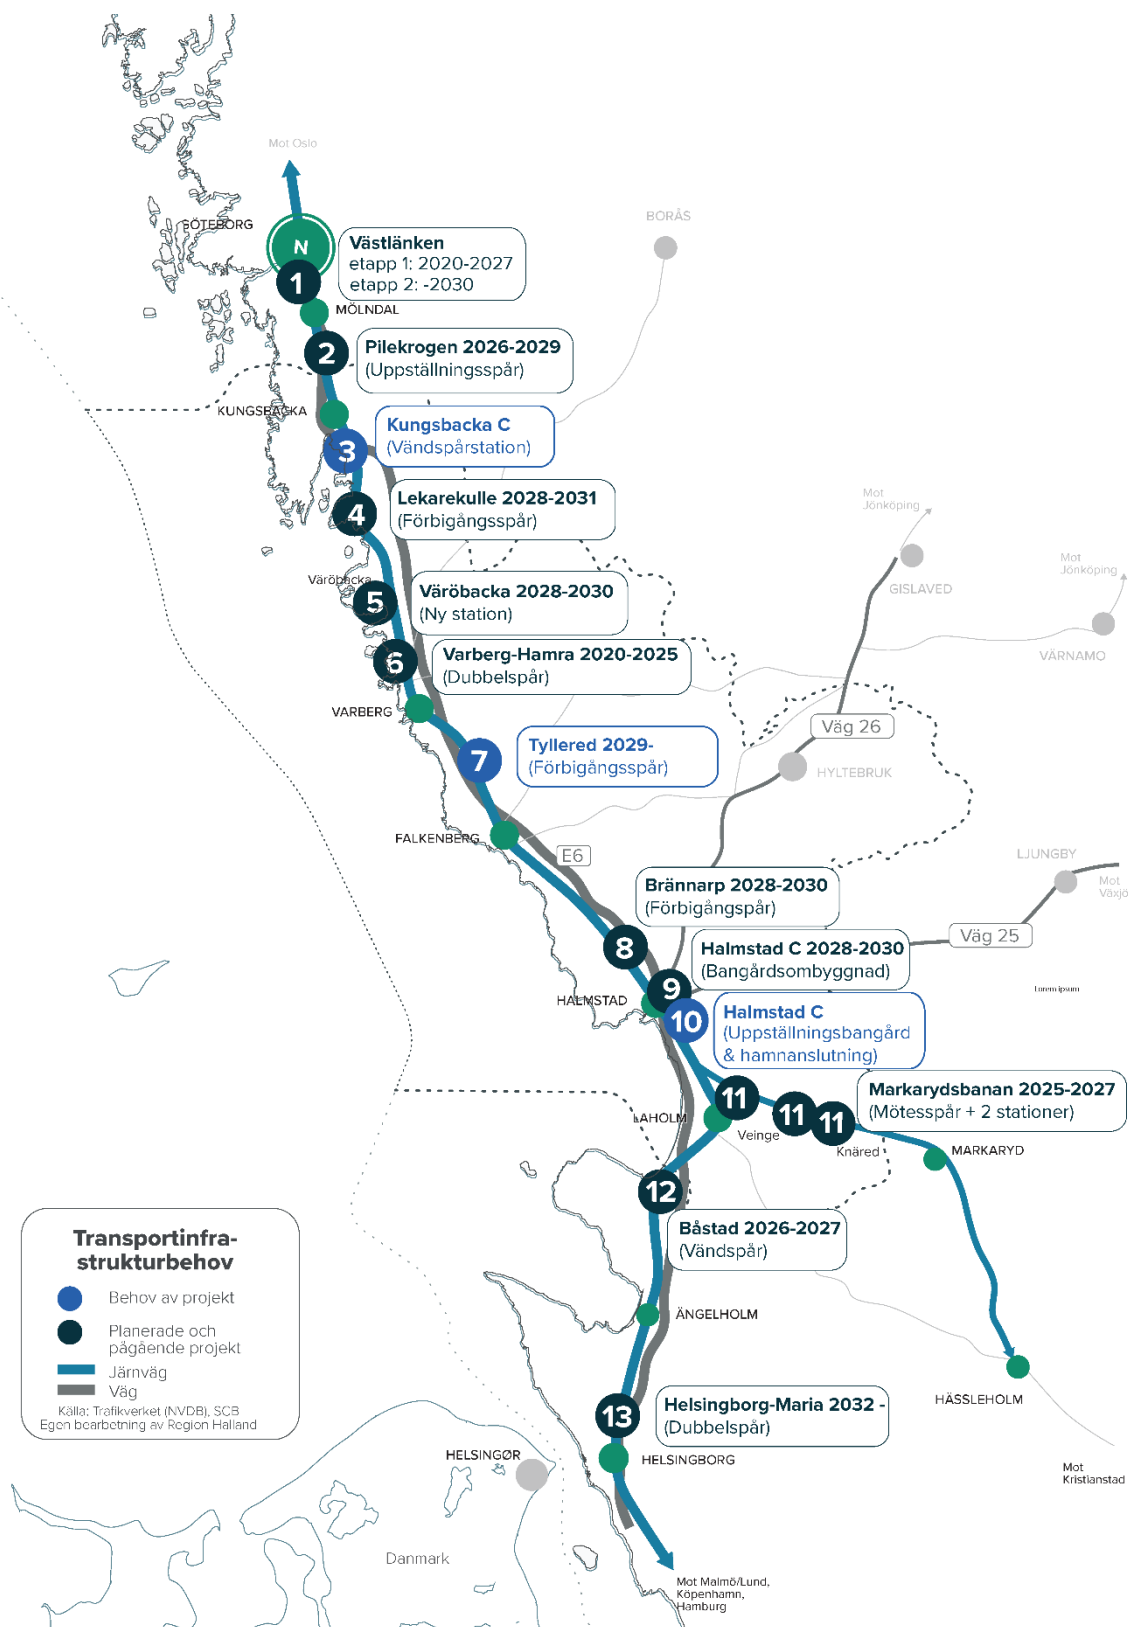 Mot Oslo
GÖTEBORG
N
1
Västlänken
etapp 1: 2020-2027
etapp 2: -2030
MÖLNDAL
BORÅS
2
Pilekrogen 2026-2029
(Uppställningsspår)
KUNGSBACKA
3
Kungsbacka C
(Vändspårstation)
4
Lekarekulle 2028-2031
(Förbigångsspår)
Mot
Jönköping
GISLAVED
Mot
Jönköping
VÄRNAMO
Väröbacka
5
Väröbacka 2028-2030
(Ny station)
6
Varberg-Hamra 2020-2025
(Dubbelspår)
VARBERG
7
Tyllered 2029-
(Förbigångsspår)
Väg 26
HYLTEBRUK
FALKENBERG
E6
LJUNGBY
Mot
Växjö
Brännarp 2028-2030
(Förbigångspår)
8
Väg 25
Halmstad C 2028-2030
(Bangårdsombyggnad)
9
HALMSTAD
Lorem ipsum
10
Halmstad C
(Uppställningsbangård
& hamnanslutning)
Markarydsbanan 2025-2027
(Mötesspår + 2 stationer)
11
11
11
LAHOLM
Veinge
Knäred
MARKARYD
12
Båstad 2026-2027
(Vändspår)
ÄNGELHOLM
HÄSSLEHOLM
13
Helsingborg-Maria 2032 -
(Dubbelspår)
HELSINGØR
HELSINGBORG
Mot
Kristianstad
Danmark
Mot Malmö/Lund,
Köpenhamn,
Hamburg
Transportinfra-
strukturbehov
Behov av projekt
Planerade och
pågående projekt
Järnväg
Väg
Källa: Trafikverket (NVDB), SCB
Egen bearbetning av Region Halland